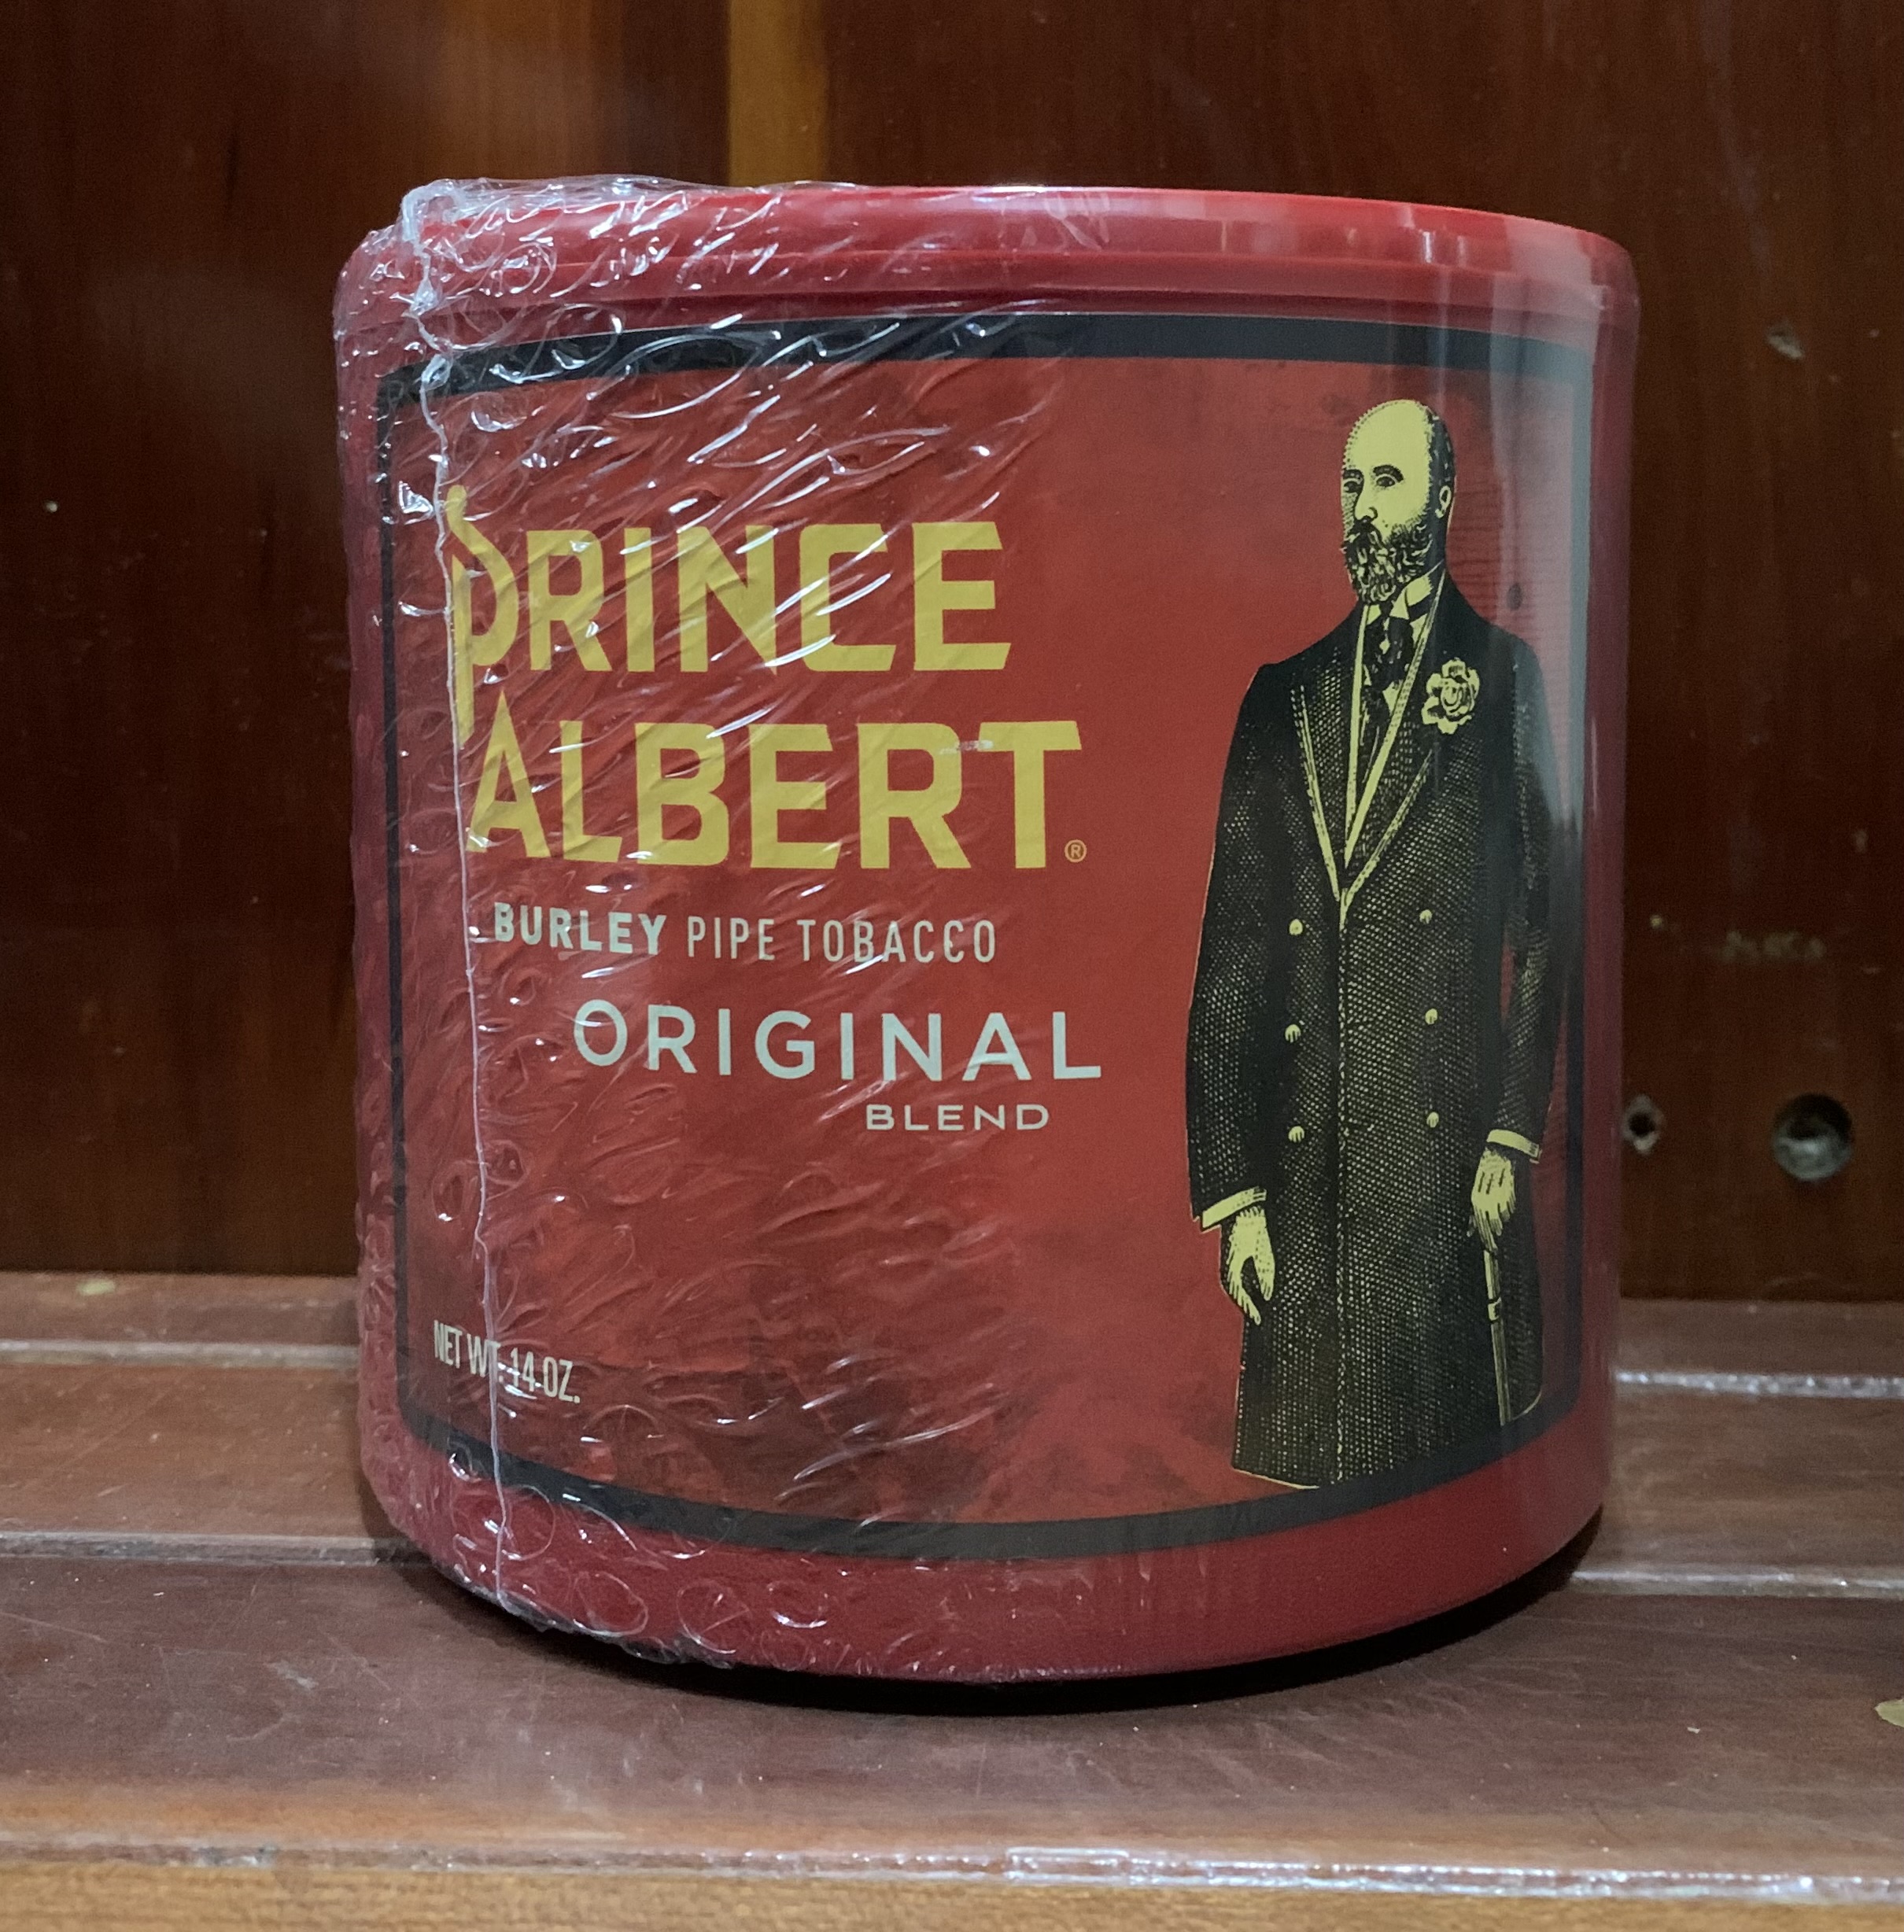 PRINCE
ALBERT®
BURLEY PIPE TOBACCO
ORIGINAL
BLEND
NET WT. 14 OZ.